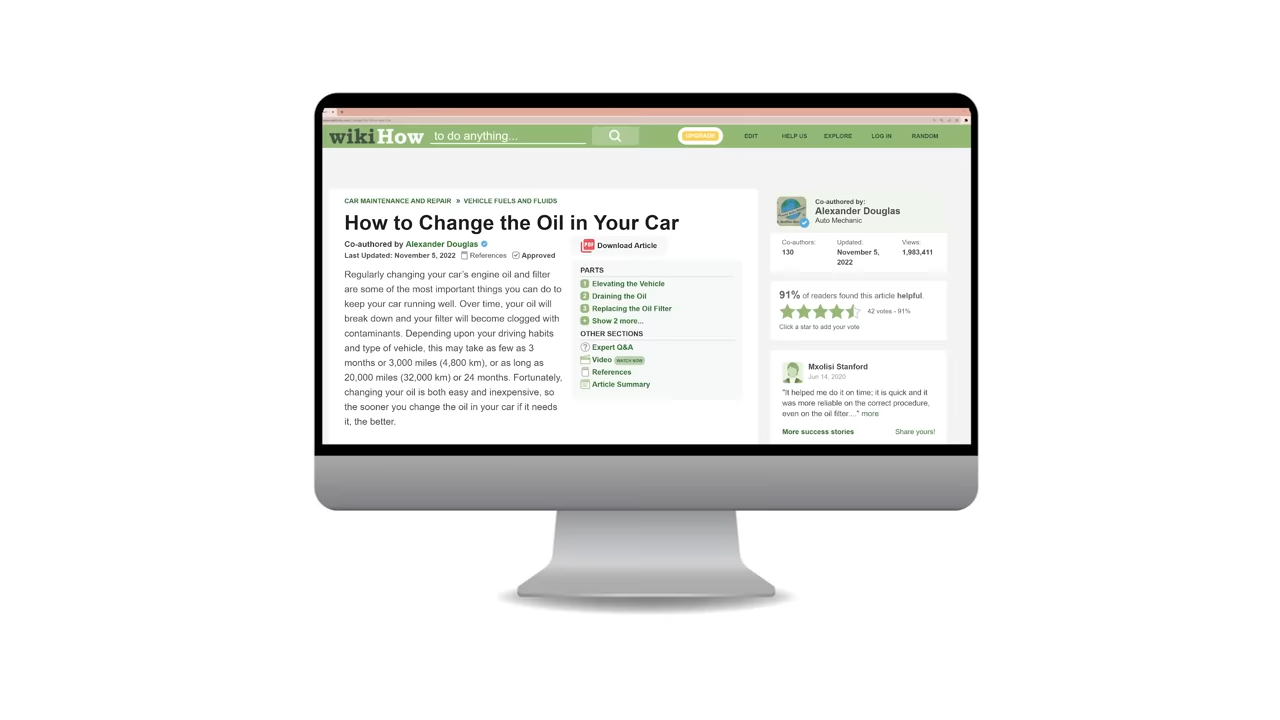 wikiHow to do anything...
UPGRADE
EDIT
HELP US
EXPLORE
LOG IN
RANDOM
CAR MAINTENANCE AND REPAIR » VEHICLE FUELS AND FLUIDS
How to Change the Oil in Your Car
Co-authored by Alexander Douglas
Last Updated: November 5, 2022 References Approved
Regularly changing your car's engine oil and filter
are some of the most important things you can do to
keep your car running well. Over time, your oil will
break down and your filter will become clogged with
contaminants. Depending upon your driving habits
and type of vehicle, this may take as few as 3
months or 3,000 miles (4,800 km), or as long as
20,000 miles (32,000 km) or 24 months. Fortunately,
changing your oil is both easy and inexpensive, so
the sooner you change the oil in your car if it needs
it, the better.
PDF Download Article
PARTS
1 Elevating the Vehicle
2 Draining the Oil
3 Replacing the Oil Filter
+ Show 2 more...
OTHER SECTIONS
? Expert Q&A
Video WATCH NOW
References
Article Summary
Co-authored by:
Alexander Douglas
Auto Mechanic
Co-authors:
130
Updated:
November 5,
2022
Views:
1,983,411
91% of readers found this article helpful.
42 votes - 91%
Click a star to add your vote
Mxolisi Stanford
Jun 14, 2020
"It helped me do it on time; it is quick and it
was more reliable on the correct procedure,
even on the oil filter...." more
More success stories
Share yours!